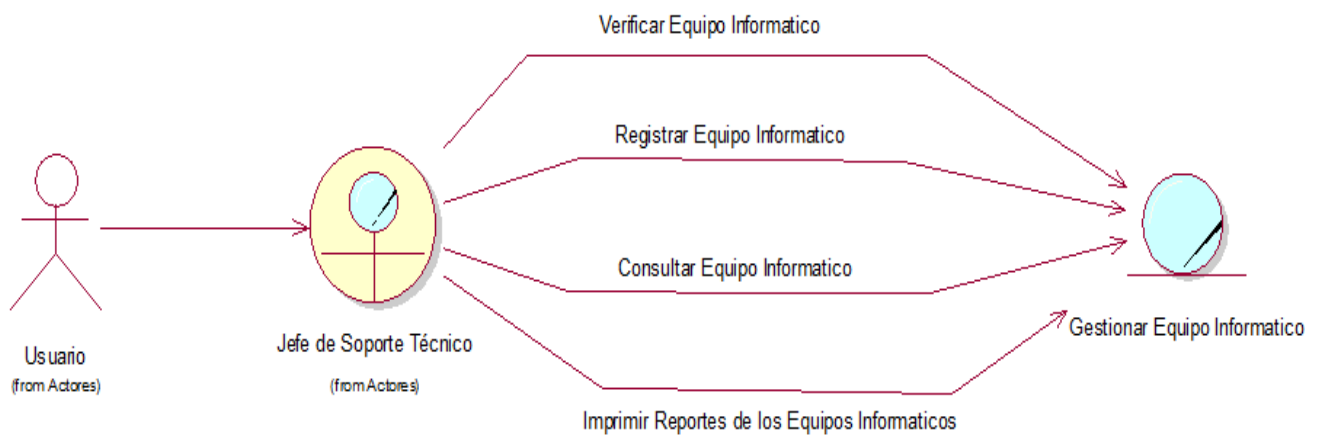 Verificar Equipo Informatico
Registrar Equipo Informatico
Consultar Equipo Informatico
Gestionar Equipo Informatico
Jefe de Soporte Técnico
(from Actores)
Usuario
(from Actores)
Imprimir Reportes de los Equipos Informaticos